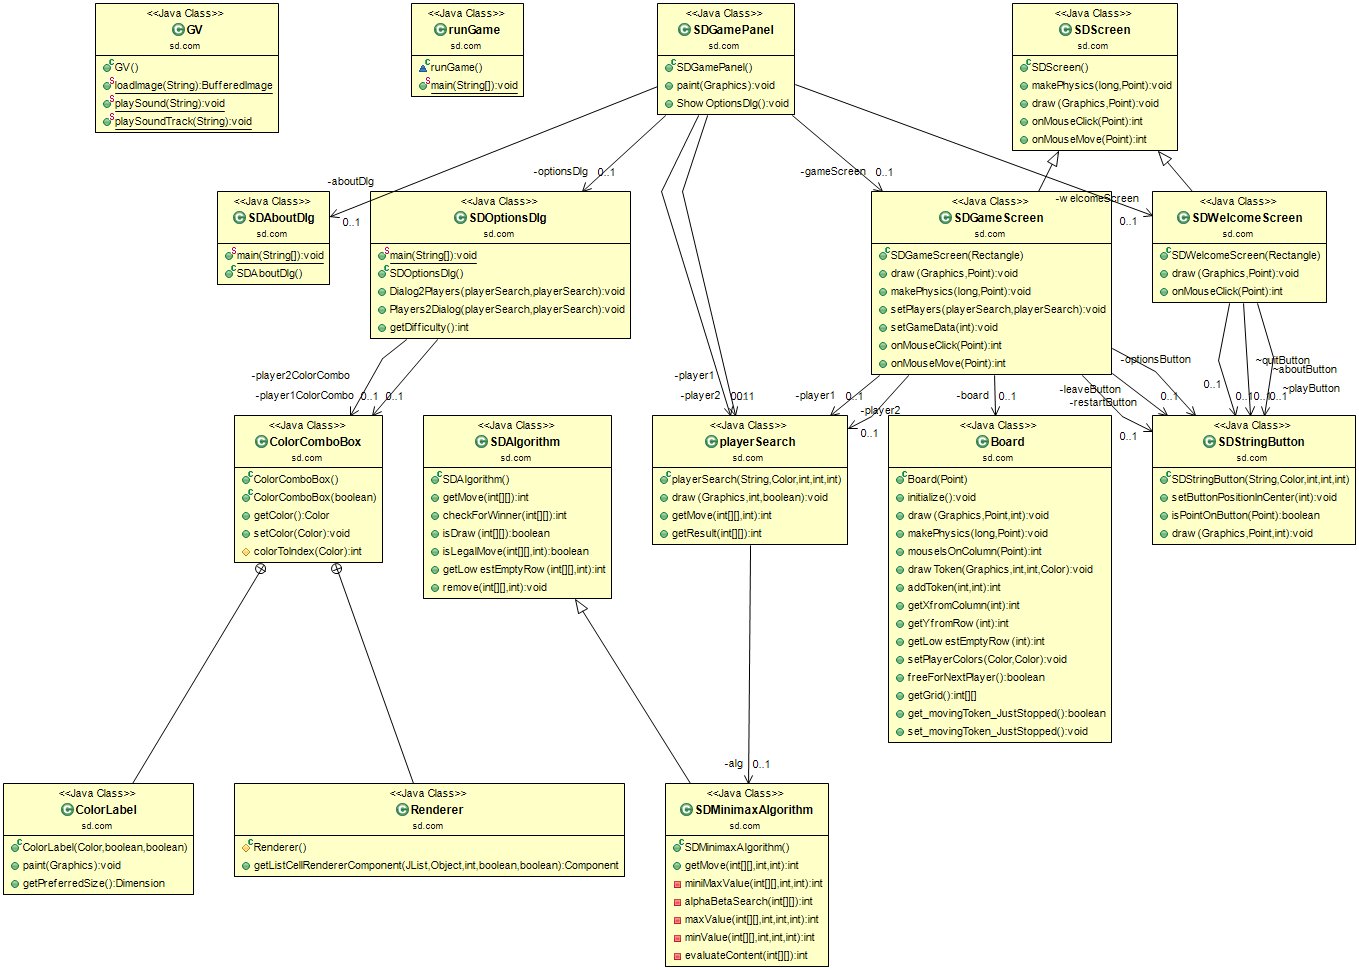 <<Java Class>>
GV
sd.com
GV()
loadImage(String):BufferedImage
playSound(String):void
playSoundTrack(String):void
<<Java Class>>
runGame
sd.com
runGame()
main(String[]):void
<<Java Class>>
SDGamePanel
sd.com
SDGamePanel()
paint(Graphics):void
Show OptionsDlg():void
<<Java Class>>
SDScreen
sd.com
SDScreen()
makePhysics(long,Point):void
draw (Graphics,Point):void
onMouseClick(Point):int
onMouseMove(Point):int
-aboutDlg
0..1
-optionsDlg
0..1
-gameScreen
0..1
-w elcomeScreen
0..1
<<Java Class>>
SDAboutDlg
sd.com
main(String[]):void
SDAboutDlg()
<<Java Class>>
SDOptionsDlg
sd.com
main(String[]):void
SDOptionsDlg()
Dialog2Players(playerSearch,playerSearch):void
Players2Dialog(playerSearch,playerSearch):void
getDifficulty():int
<<Java Class>>
SDGameScreen
sd.com
SDGameScreen(Rectangle)
draw (Graphics,Point):void
makePhysics(long,Point):void
setPlayers(playerSearch,playerSearch):void
setGameData(int):void
onMouseClick(Point):int
onMouseMove(Point):int
<<Java Class>>
SDWelcomeScreen
sd.com
SDWelcomeScreen(Rectangle)
draw (Graphics,Point):void
onMouseClick(Point):int
-player2ColorCombo
-player1ColorCombo
0..1
0..1
-player1
-player2
-player1
0..1
-player2
0..1
-board
0..1
-optionsButton
0..1
-leaveButton
-restartButton
0..1
~quitButton
~aboutButton
~playButton
0..1
0..1
0..1
<<Java Class>>
ColorComboBox
sd.com
ColorComboBox()
ColorComboBox(boolean)
getColor():Color
setColor(Color):void
colorToIndex(Color):int
<<Java Class>>
SDAlgorithm
sd.com
SDAlgorithm()
getMove(int[][]):int
checkForWinner(int[][]):int
isDraw (int[][]):boolean
isLegalMove(int[][],int):boolean
getLow estEmptyRow (int[][],int):int
remove(int[][],int):void
<<Java Class>>
playerSearch
sd.com
playerSearch(String,Color,int,int,int)
draw (Graphics,int,boolean):void
getMove(int[][],int):int
getResult(int[][]):int
<<Java Class>>
Board
sd.com
Board(Point)
initialize():void
draw (Graphics,Point,int):void
makePhysics(long,Point):void
mouseIsOnColumn(Point):int
draw Token(Graphics,int,int,Color):void
addToken(int,int):int
getXfromColumn(int):int
getYfromRow (int):int
getLow estEmptyRow (int):int
setPlayerColors(Color,Color):void
freeForNextPlayer():boolean
getGrid():int[][]
get_movingToken_JustStopped():boolean
set_movingToken_JustStopped():void
<<Java Class>>
SDStringButton
sd.com
SDStringButton(String,Color,int,int,int)
setButtonPositionInCenter(int):void
isPointOnButton(Point):boolean
draw (Graphics,Point,int):void
-alg
0..1
<<Java Class>>
ColorLabel
sd.com
ColorLabel(Color,boolean,boolean)
paint(Graphics):void
getPreferredSize():Dimension
<<Java Class>>
Renderer
sd.com
Renderer()
getListCellRendererComponent(JList,Object,int,boolean,boolean):Component
<<Java Class>>
SDMinimaxAlgorithm
sd.com
SDMinimaxAlgorithm()
getMove(int[][],int,int):int
miniMaxValue(int[][],int,int):int
alphaBetaSearch(int[][]):int
maxValue(int[][],int,int,int):int
minValue(int[][],int,int,int):int
evaluateContent(int[][]):int